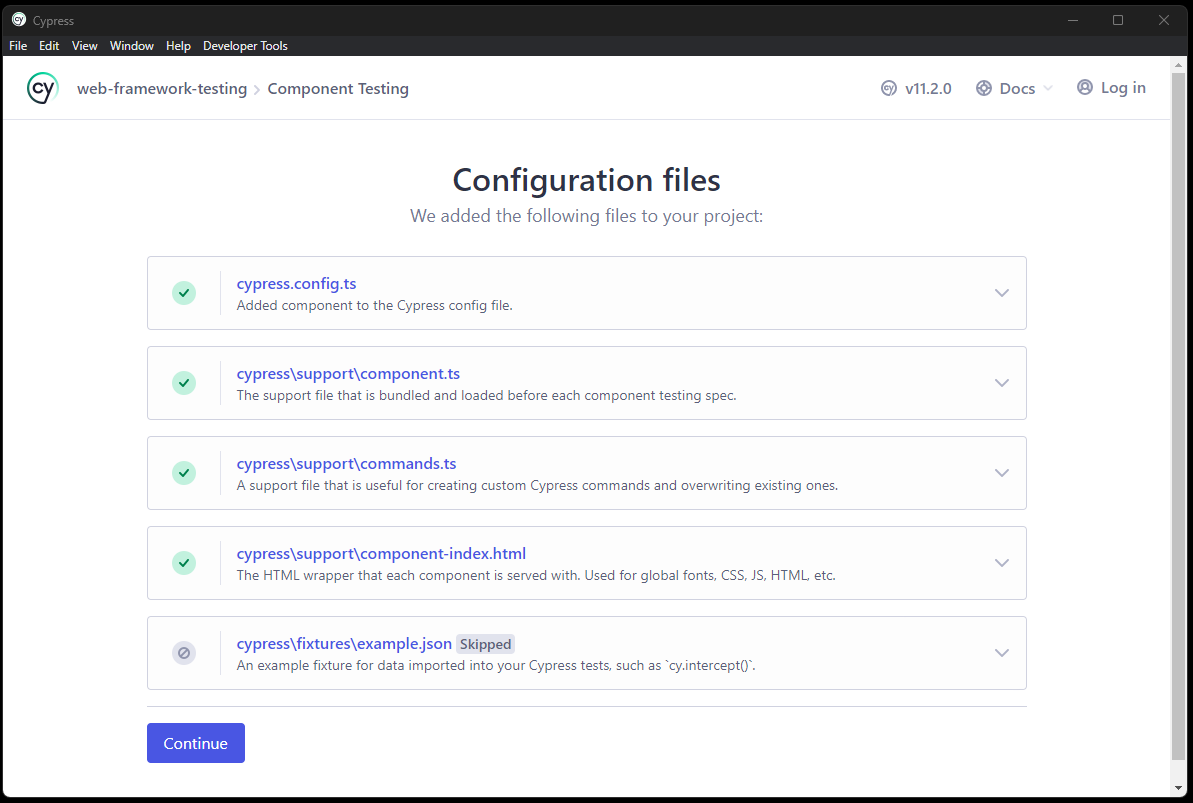 Cypress
File Edit View Window Help Developer Tools
cy web-framework-testing > Component Testing cy v11.2.0 Docs Log in
Configuration files
We added the following files to your project:
cypress.config.ts
Added component to the Cypress config file.
cypress\support\component.ts
The support file that is bundled and loaded before each component testing spec.
cypress\support\commands.ts
A support file that is useful for creating custom Cypress commands and overwriting existing ones.
cypress\support\component-index.html
The HTML wrapper that each component is served with. Used for global fonts, CSS, JS, HTML, etc.
cypress\fixtures\example.json Skipped
An example fixture for data imported into your Cypress tests, such as `cy.intercept()`.
Continue